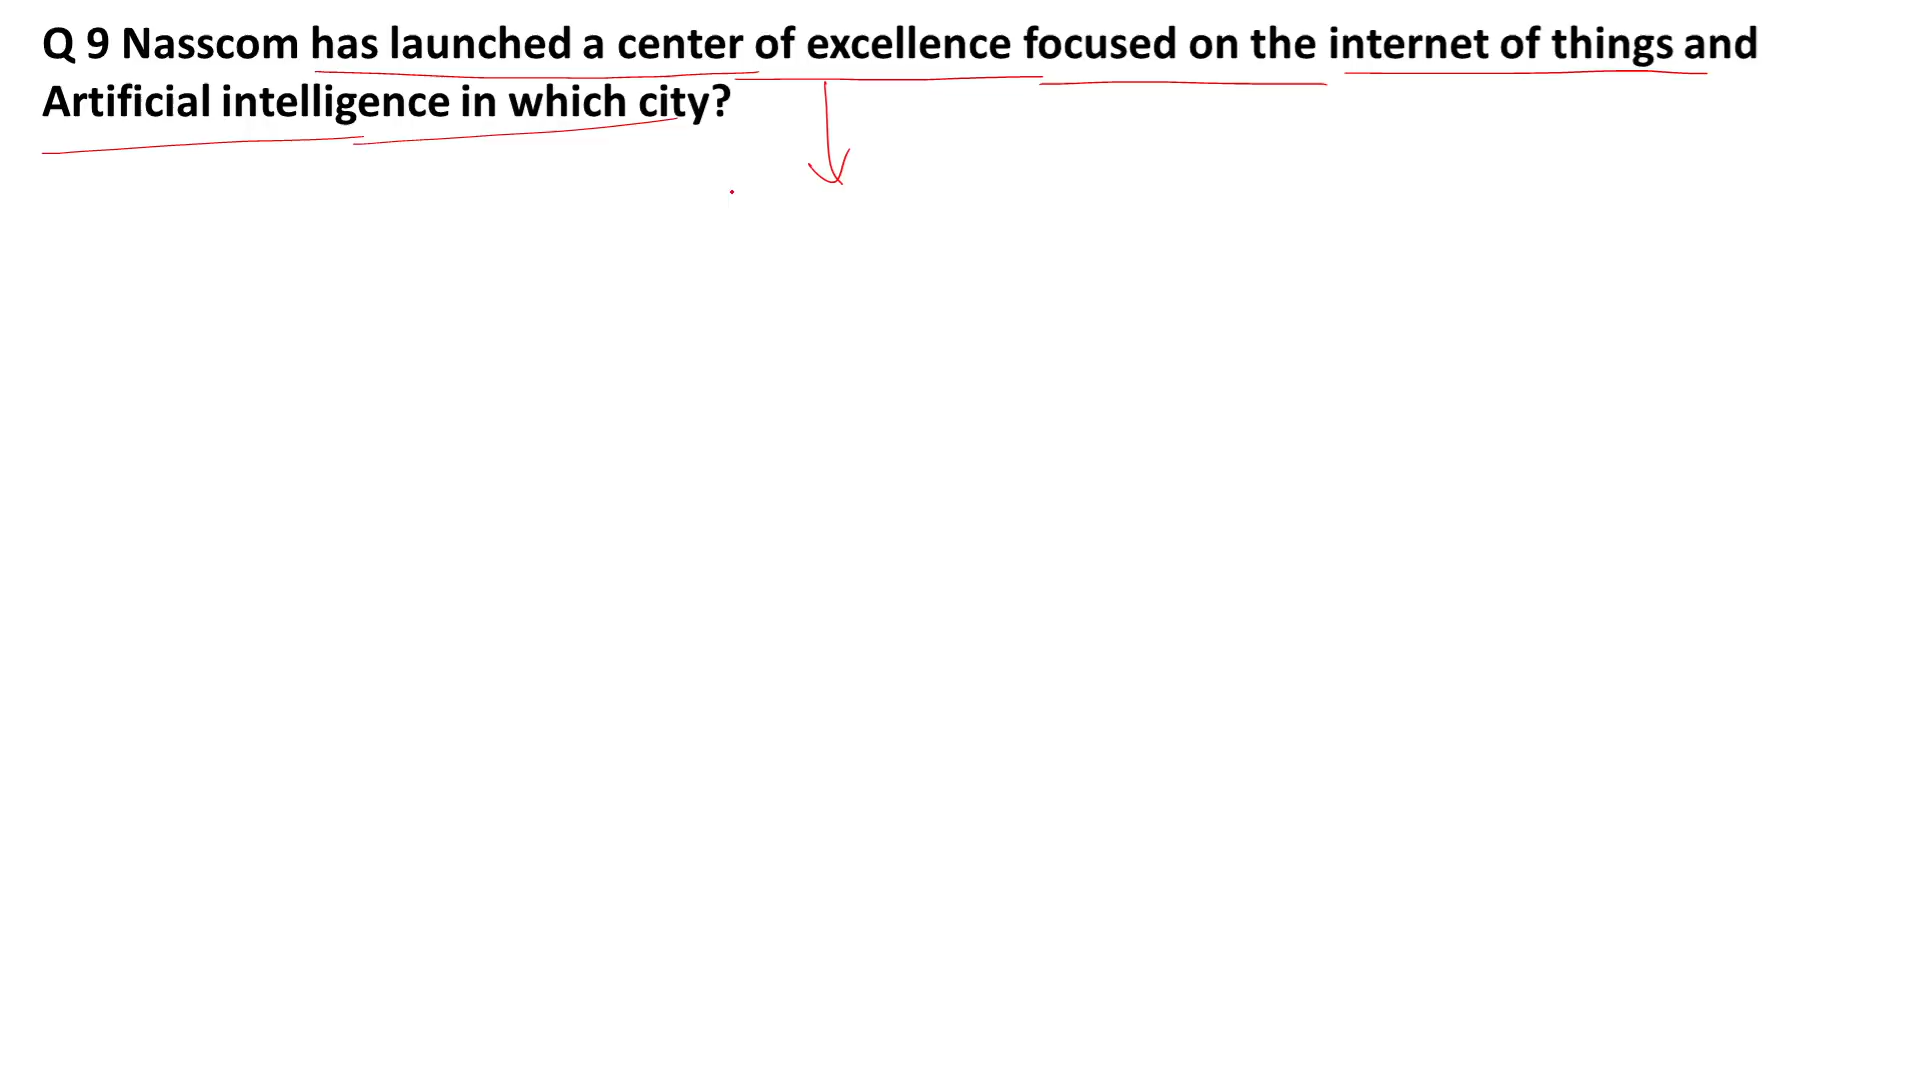 Q 9 Nasscom has launched a center of excellence focused on the internet of things and
Artificial intelligence in which city?